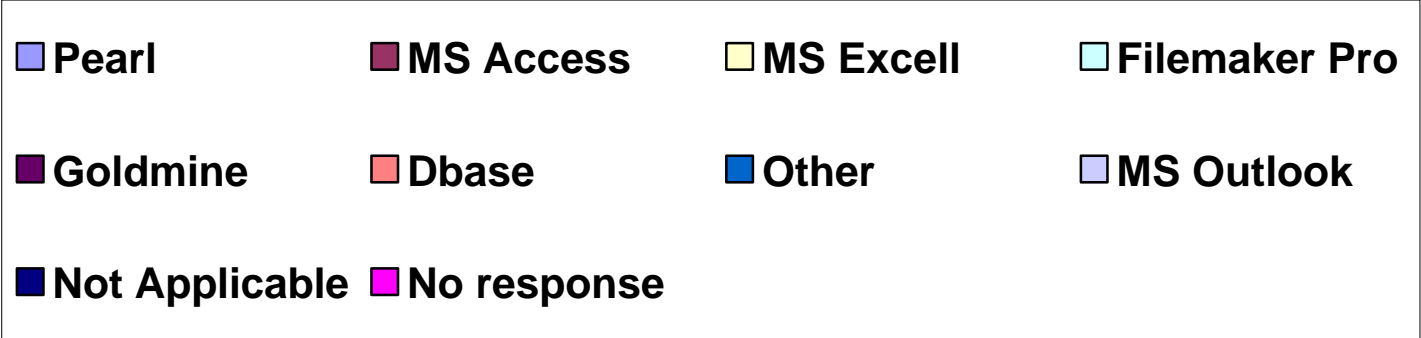 Pearl MS Access MS Excell Filemaker Pro
Goldmine Dbase Other MS Outlook
Not Applicable No response